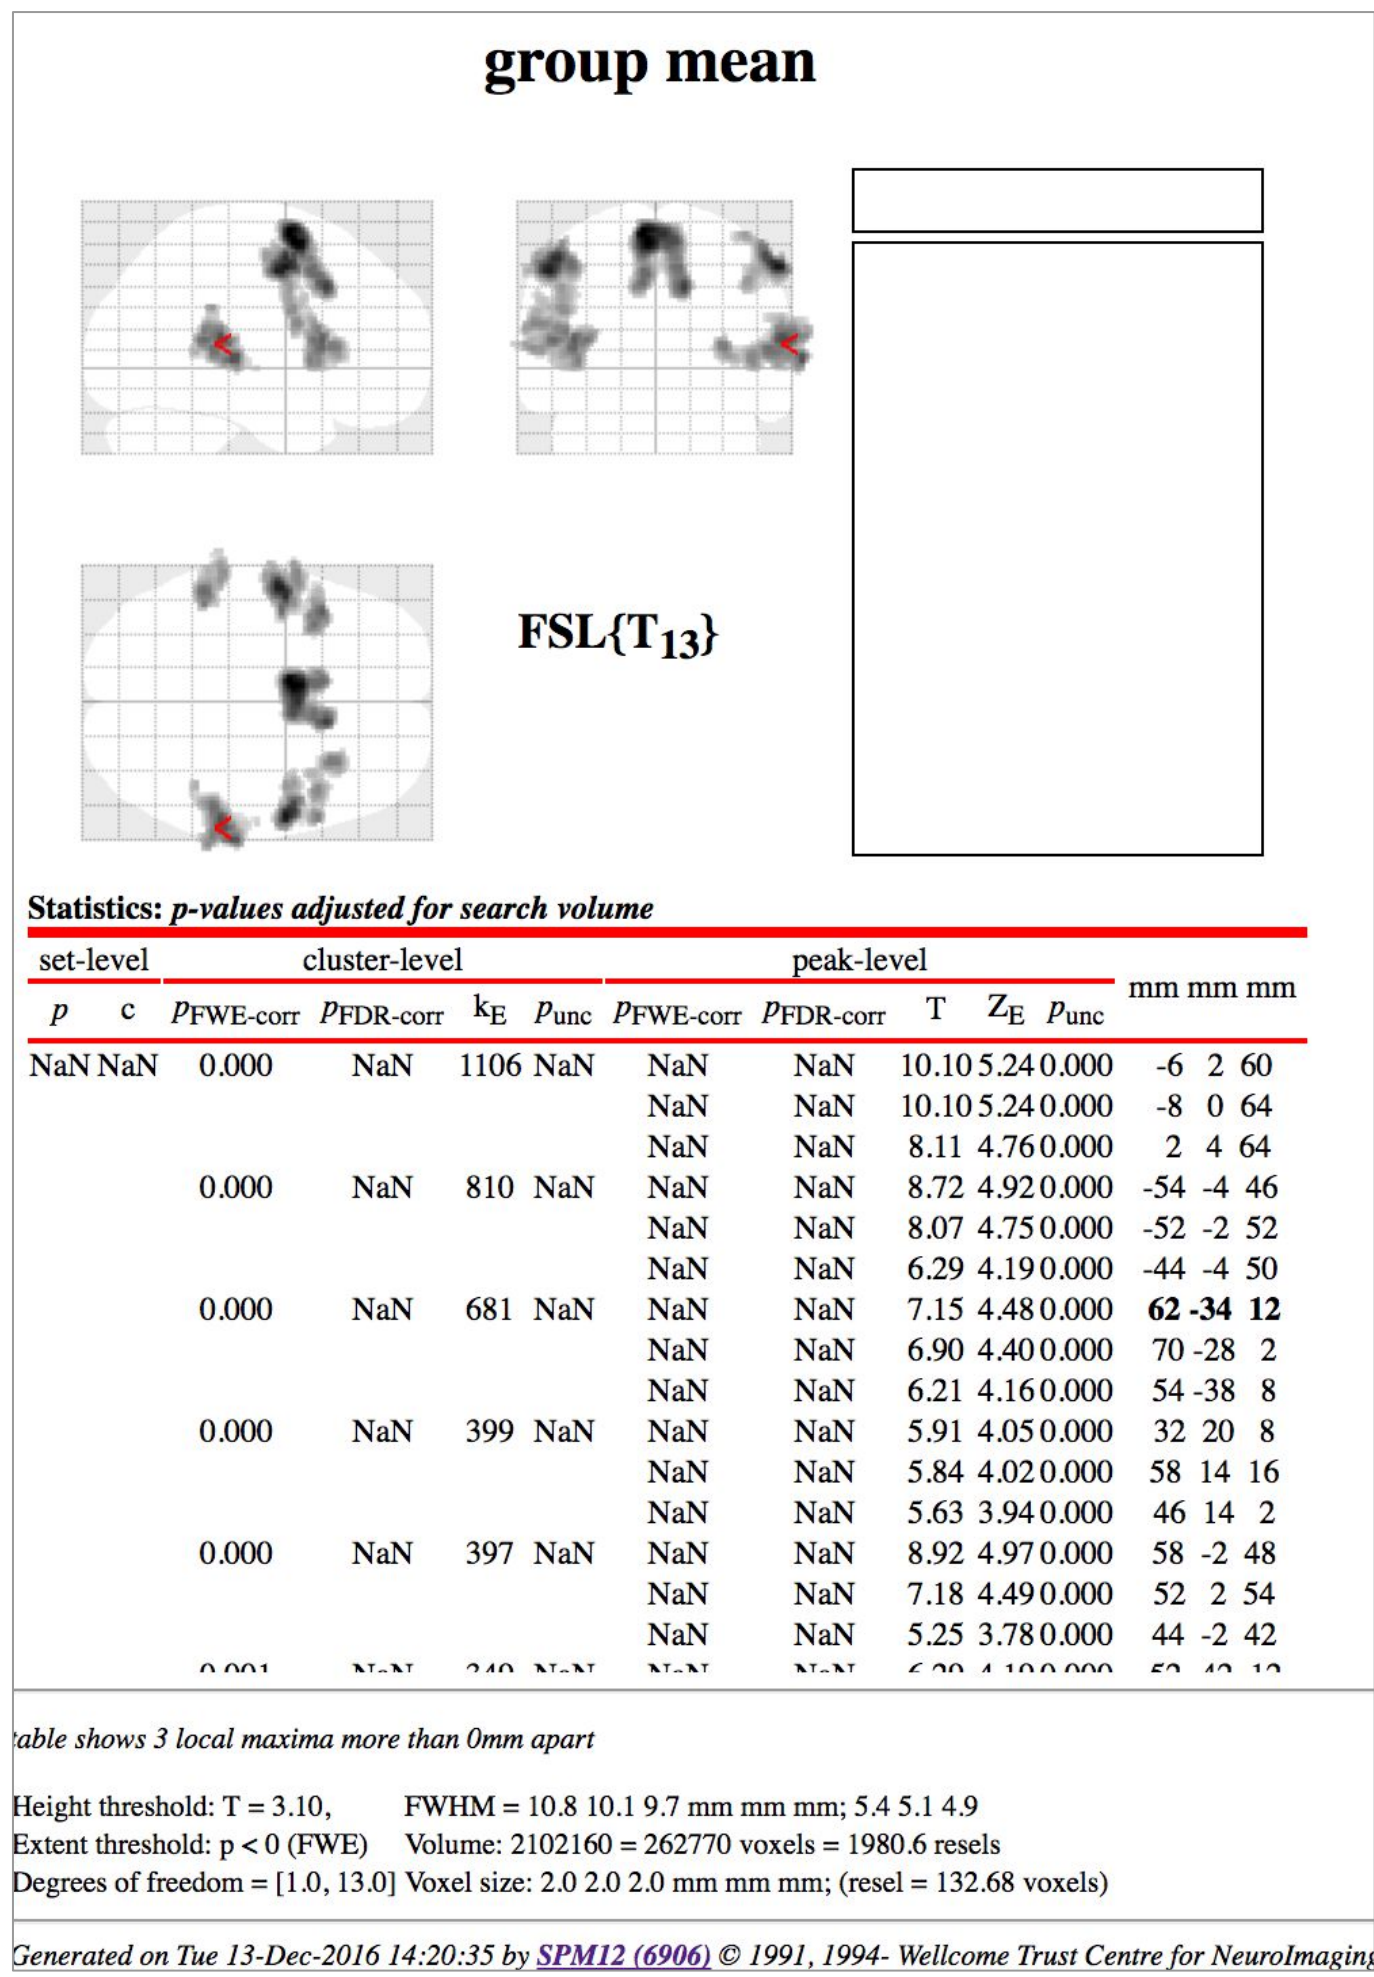 group mean
<
<
<
FSL{T13}
Statistics: p-values adjusted for search volume
set-level cluster-level peak-level
mm mm mm
p c pFWE-corr pFDR-corr kE punc pFWE-corr pFDR-corr T ZE punc
NaN NaN 0.000 NaN 1106 NaN NaN NaN 10.10 5.24 0.000 -6 2 60
NaN NaN 10.10 5.24 0.000 -8 0 64
NaN NaN 8.11 4.76 0.000 2 4 64
0.000 NaN 810 NaN NaN NaN 8.72 4.92 0.000 -54 -4 46
NaN NaN 8.07 4.75 0.000 -52 -2 52
NaN NaN 6.29 4.19 0.000 -44 -4 50
0.000 NaN 681 NaN NaN NaN 7.15 4.48 0.000 62 -34 12
NaN NaN 6.90 4.40 0.000 70 -28 2
NaN NaN 6.21 4.16 0.000 54 -38 8
0.000 NaN 399 NaN NaN NaN 5.91 4.05 0.000 32 20 8
NaN NaN 5.84 4.02 0.000 58 14 16
NaN NaN 5.63 3.94 0.000 46 14 2
0.000 NaN 397 NaN NaN NaN 8.92 4.97 0.000 58 -2 48
NaN NaN 7.18 4.49 0.000 52 2 54
NaN NaN 5.25 3.78 0.000 44 -2 42
NaN NaN NaN NaN
table shows 3 local maxima more than 0mm apart
Height threshold: T = 3.10, FWHM = 10.8 10.1 9.7 mm mm mm; 5.4 5.1 4.9
Extent threshold: p < 0 (FWE) Volume: 2102160 = 262770 voxels = 1980.6 resels
Degrees of freedom = [1.0, 13.0] Voxel size: 2.0 2.0 2.0 mm mm mm; (resel = 132.68 voxels)
Generated on Tue 13-Dec-2016 14:20:35 by SPM12 (6906) © 1991, 1994- Wellcome Trust Centre for NeuroImaging